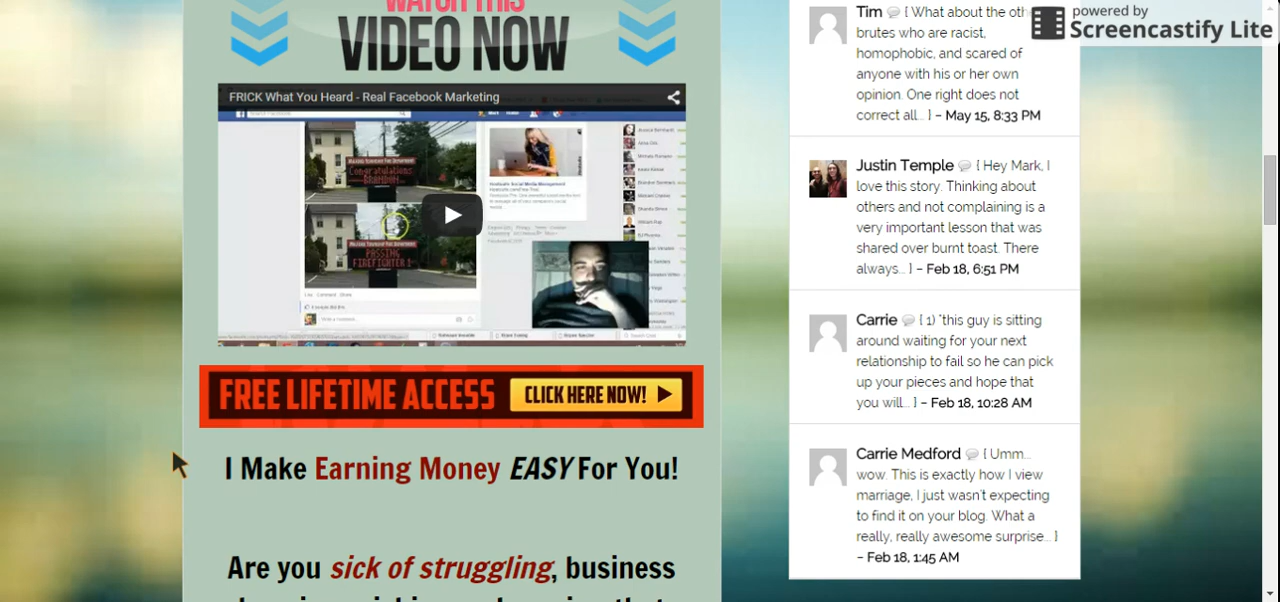 WATCH THIS
VIDEO NOW
FRICK What You Heard - Real Facebook Marketing
Congratulations
BRANDON
PASSING
FIREFIGHTER 1
FREE LIFETIME ACCESS
CLICK HERE NOW!
I Make Earning Money EASY For You!
Are you sick of struggling, business
Tim { What about the oth
brutes who are racist,
homophobic, and scared of
anyone with his or her own
opinion. One right does not
correct all... } – May 15, 8:33 PM
Justin Temple { Hey Mark, I
love this story. Thinking about
others and not complaining is a
very important lesson that was
shared over burnt toast. There
always... } – Feb 18, 6:51 PM
Carrie { 1) "this guy is sitting
around waiting for your next
relationship to fail so he can pick
up your pieces and hope that
you will... } – Feb 18, 10:28 AM
Carrie Medford { Umm...
wow. This is exactly how I view
marriage, I just wasn't expecting
to find it on your blog. What a
really, really awesome surprise... }
– Feb 18, 1:45 AM
powered by
Screencastify Lite